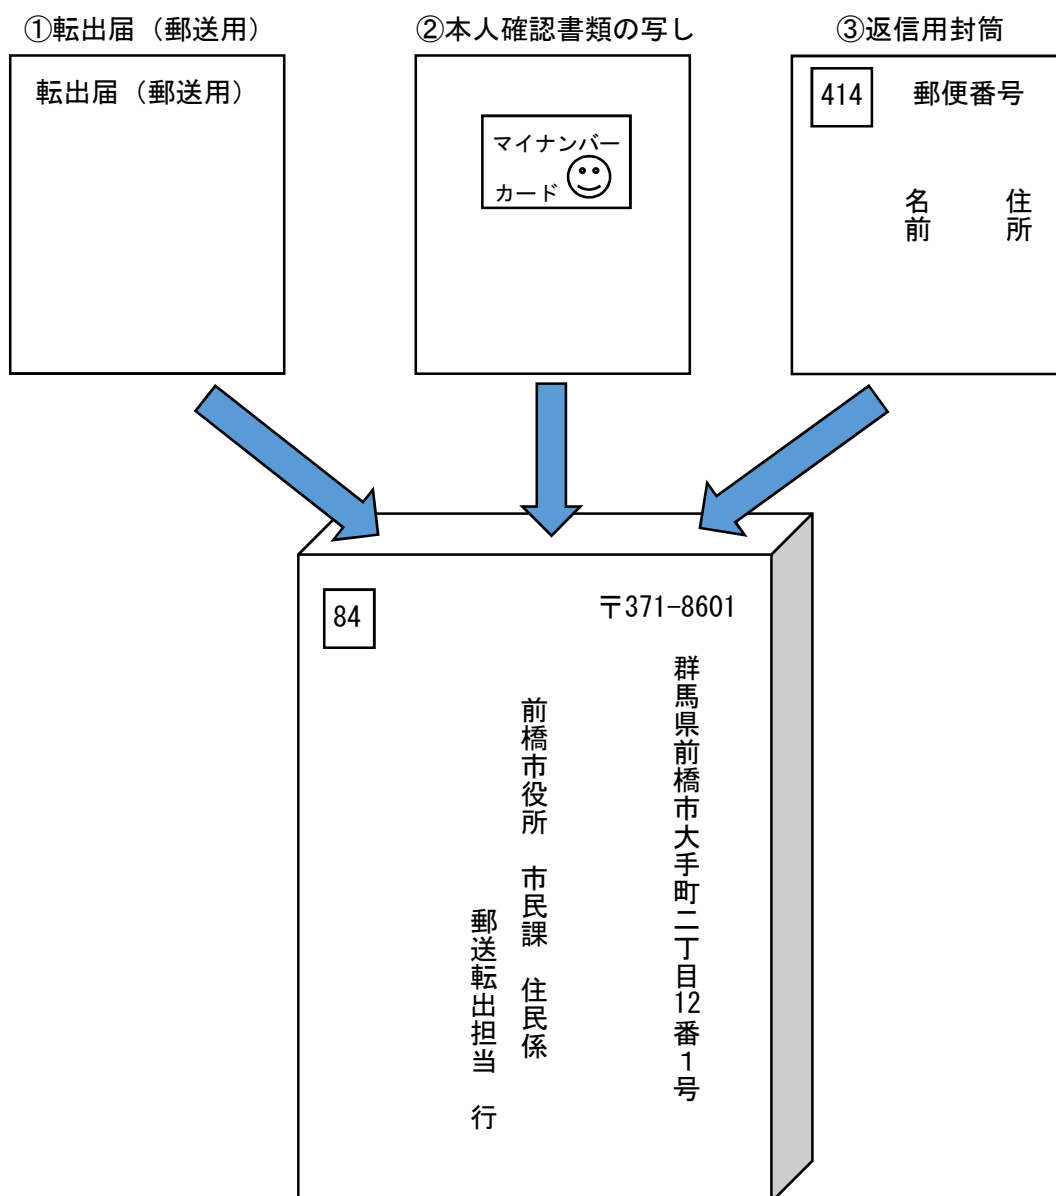 ①転出届（郵送用）
②本人確認書類の写し
③返信用封筒
転出届（郵送用）
マイナンバー
カード
414
郵便番号
住所
名前
84
〒371-8601
群馬県前橋市大手町二丁目12番１号
前橋市役所　市民課　住民係
郵送転出担当　行